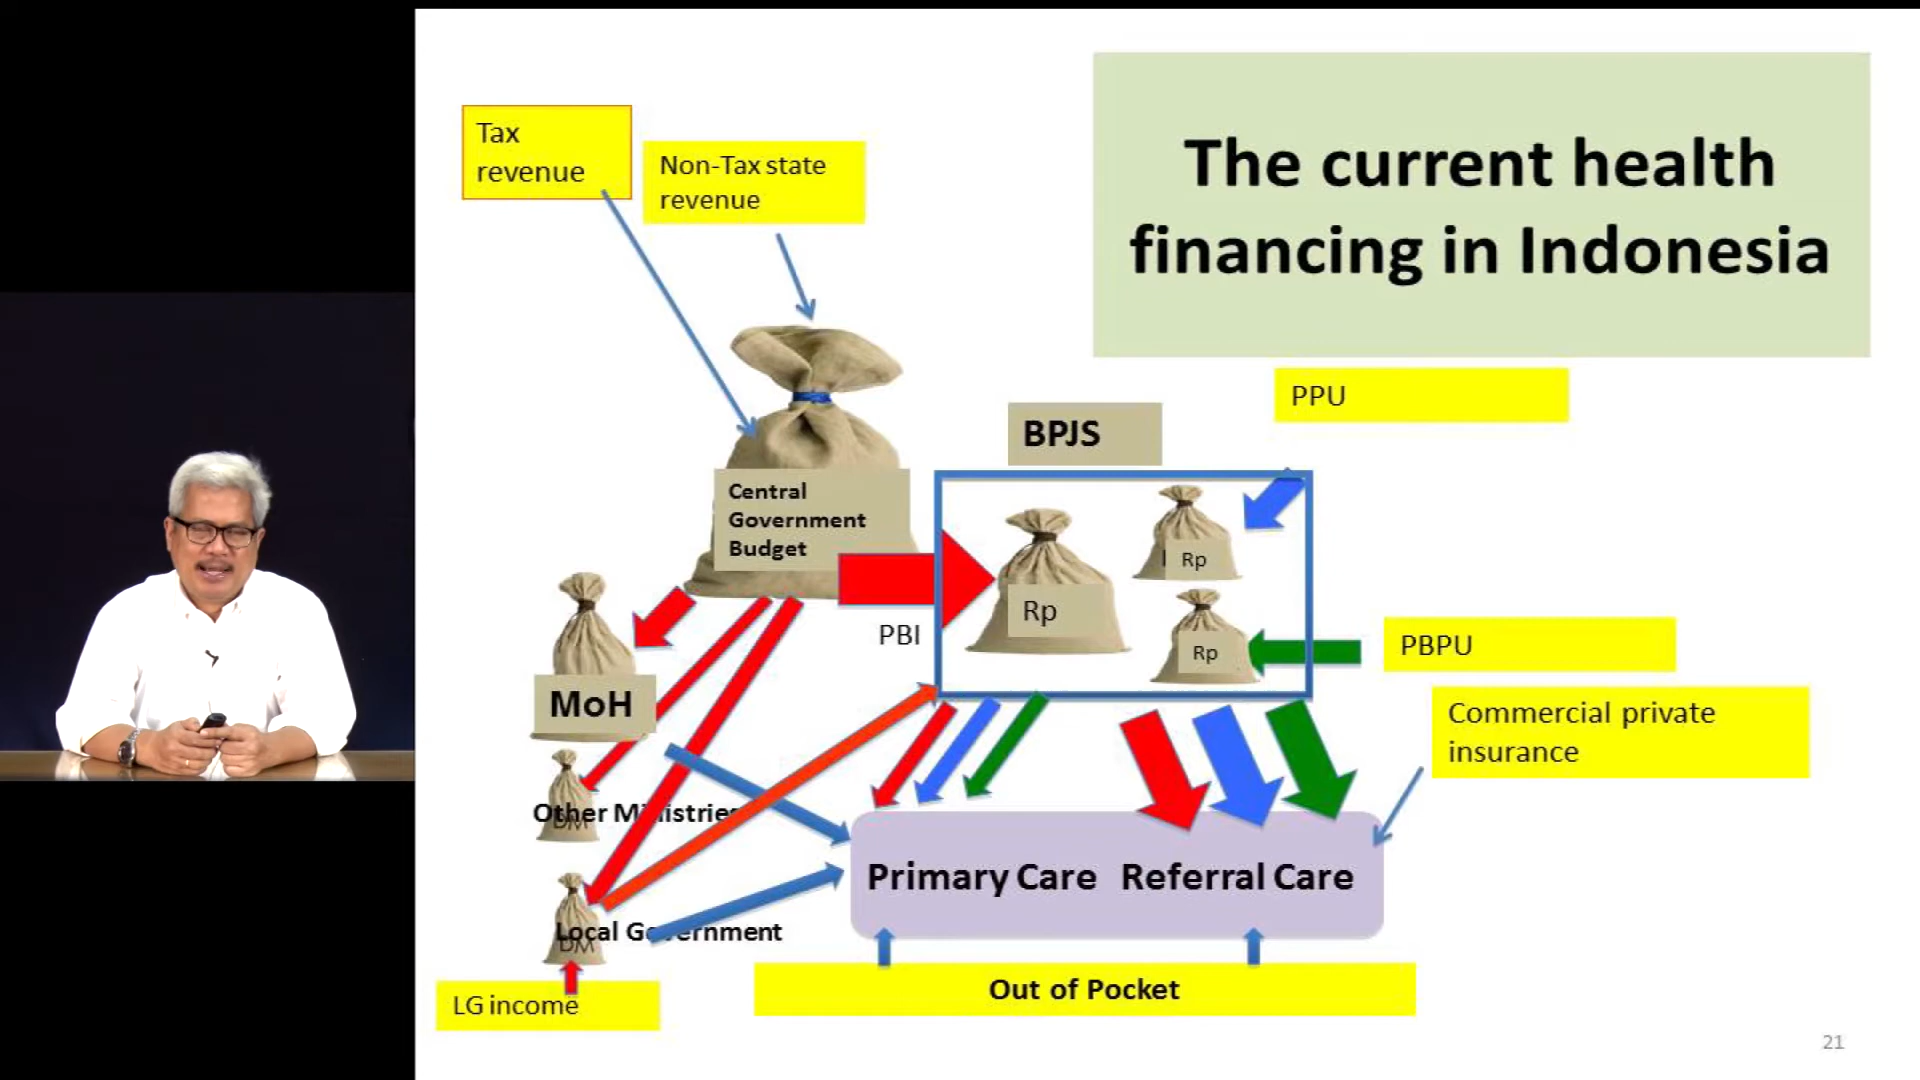 The current health
financing in Indonesia
Tax
revenue
Non-Tax state
revenue
PPU
BPJS
Central
Government
Budget
Rp
Rp
Rp
PBI
PBPU
MoH
Commercial private
insurance
Other Ministries
DM
Primary Care Referral Care
Local Government
DM
LG income
Out of Pocket
21